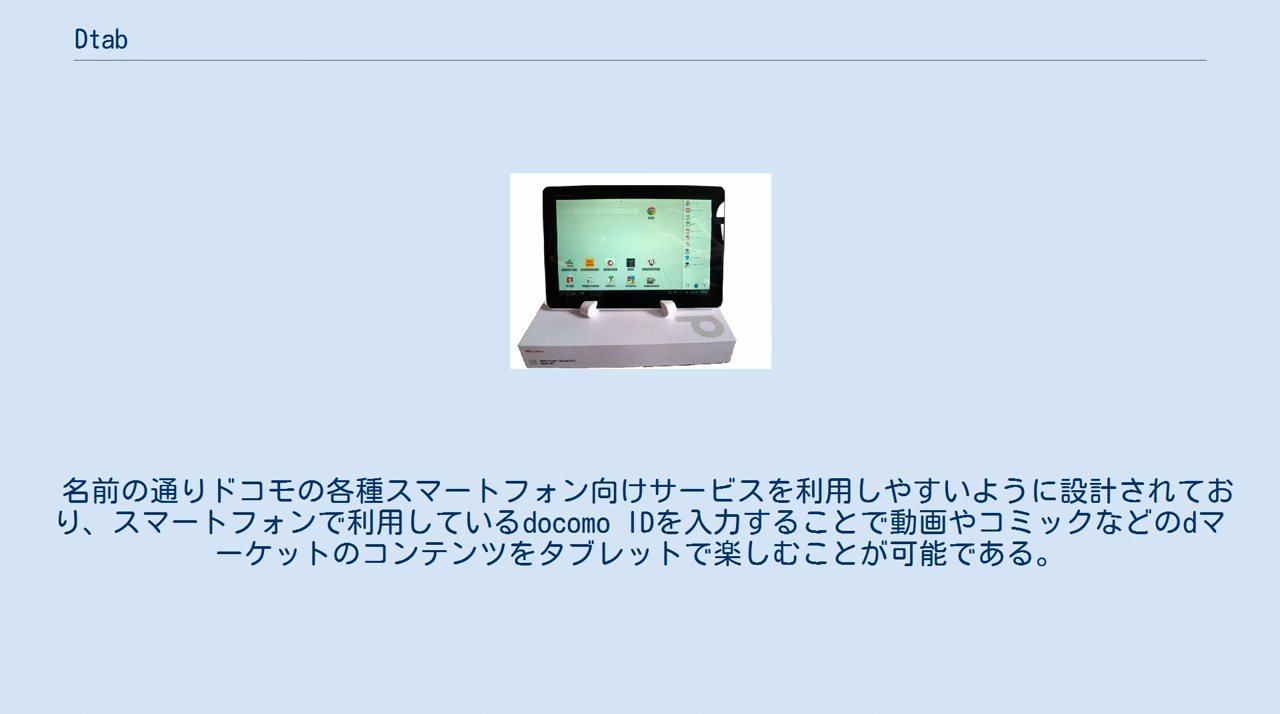 Dtab
名前の通りドコモの各種スマートフォン向けサービスを利用しやすいように設計されてお
り、スマートフォンで利用しているdocomo IDを入力することで動画やコミックなどのdマ
ーケットのコンテンツをタブレットで楽しむことが可能である。